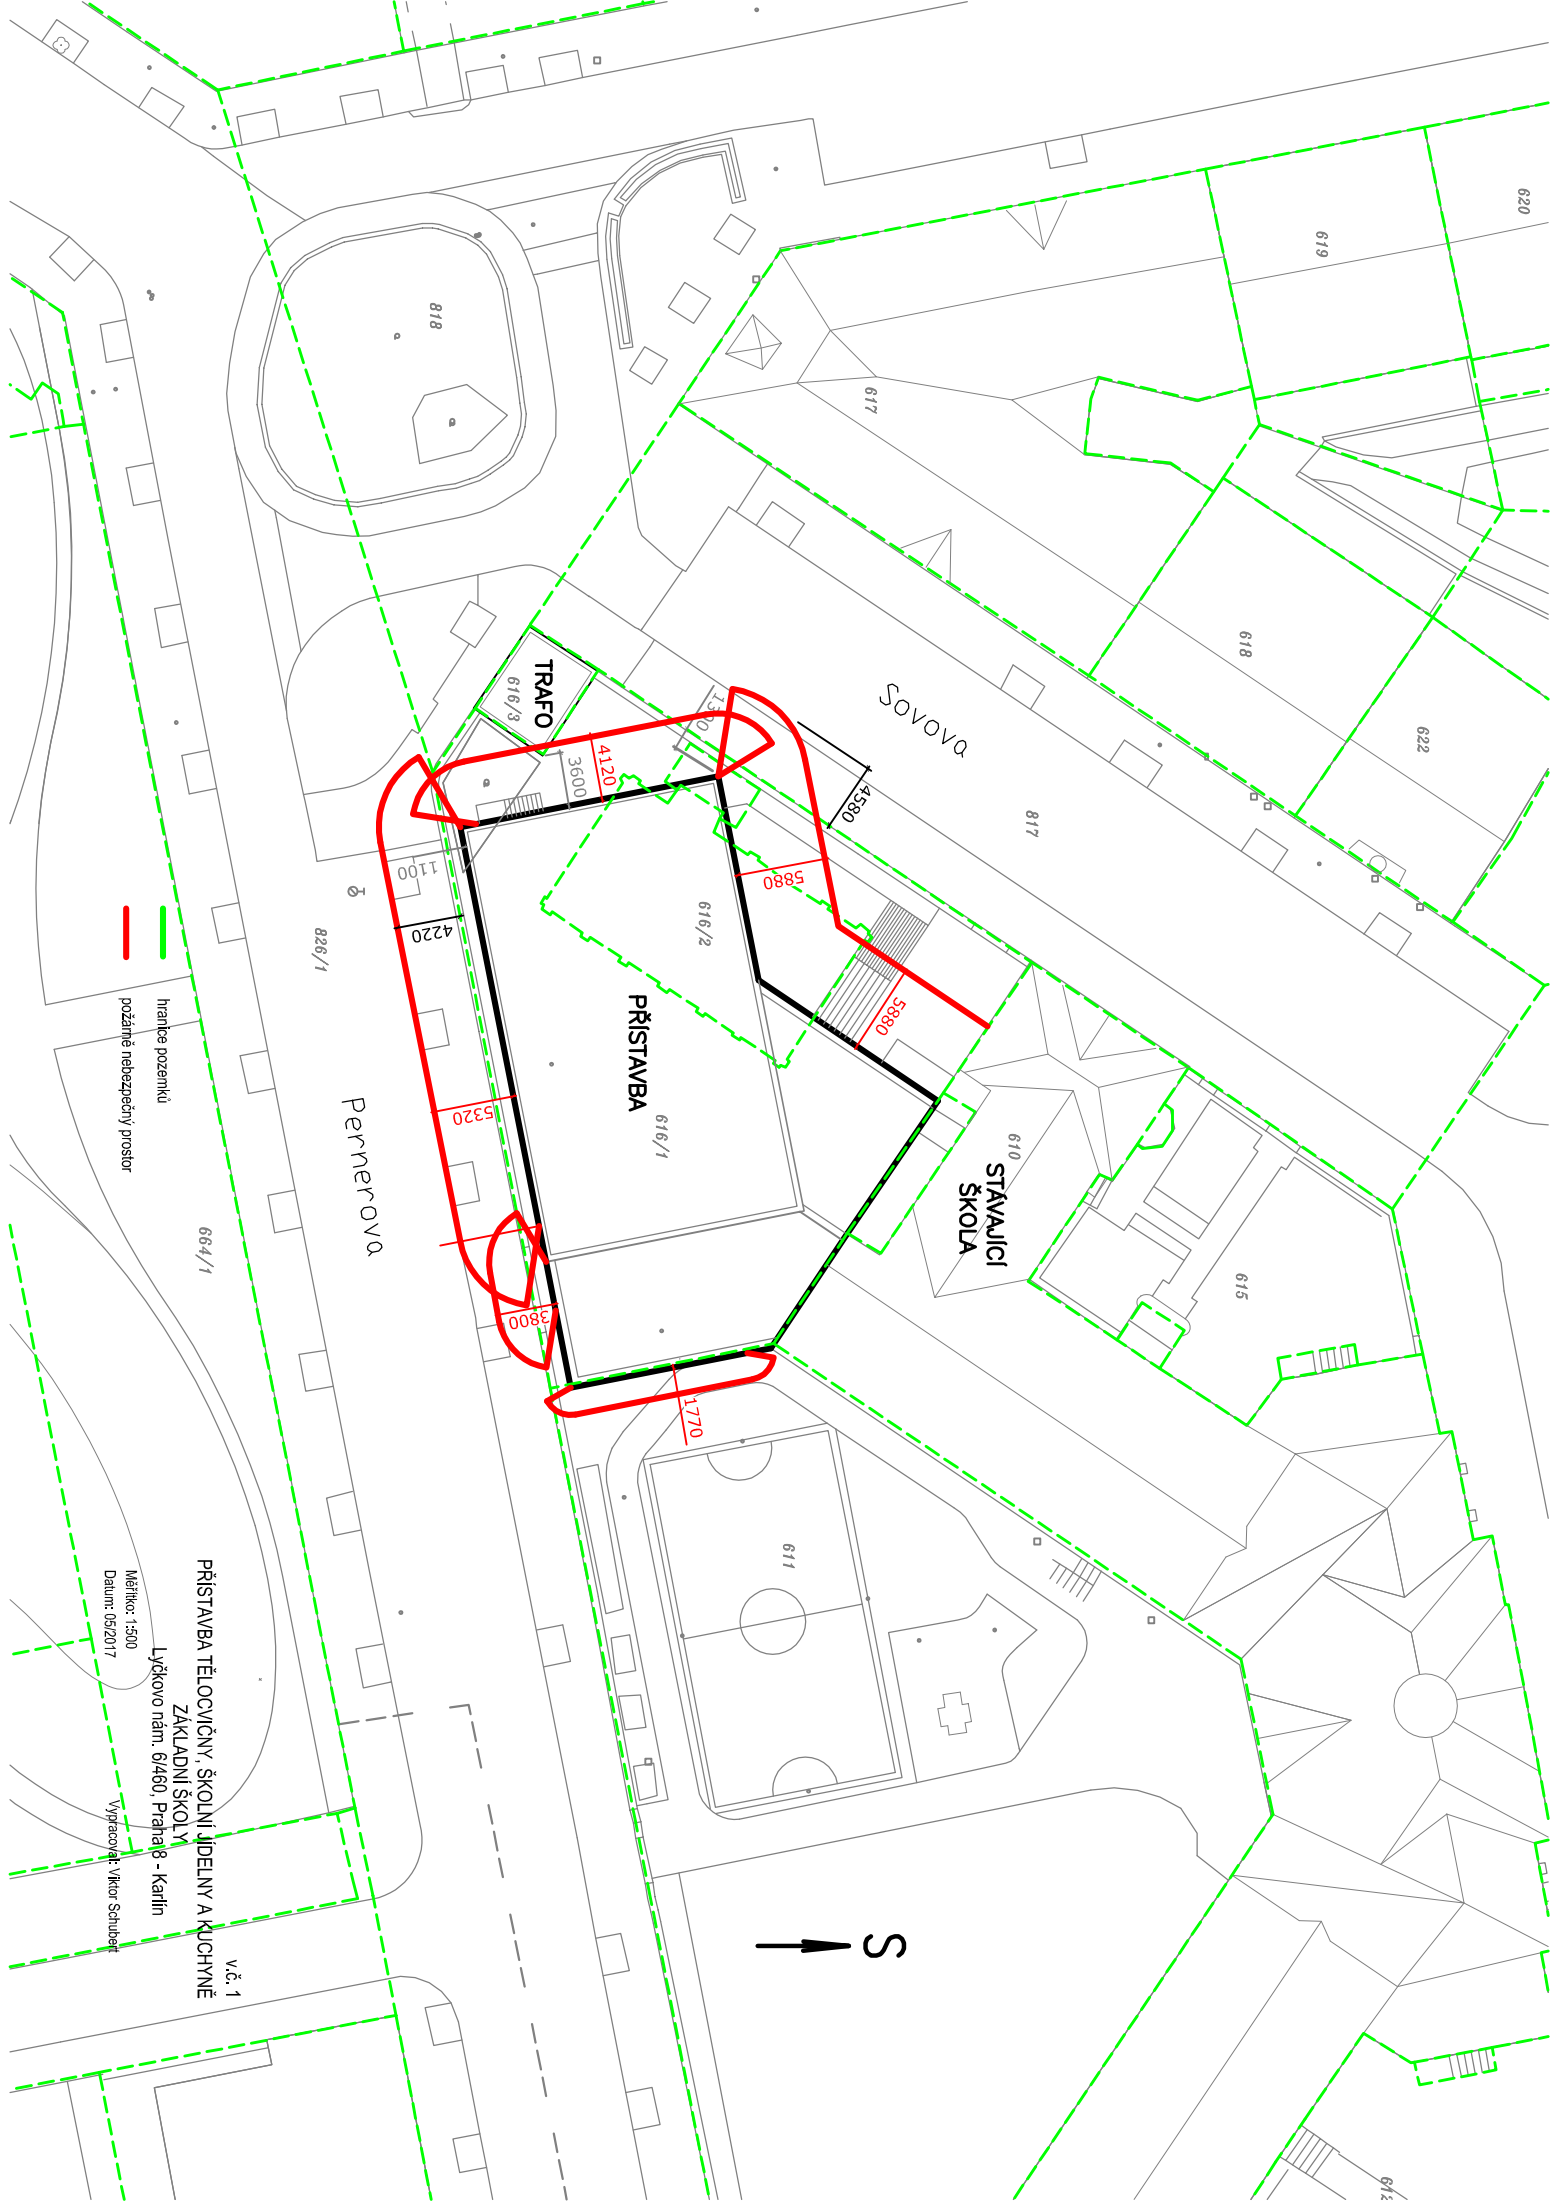 620
619
818
617
618
622
TRAFO
616/3
1300
Sovova
4120
3600
4580
817
5880
1100
4220
616/2
826/1
5880
PŘÍSTAVBA
616/1
5320
Pernerova
610
STÁVAJÍCÍ
ŠKOLA
615
664/1
3800
1770
611
hranice pozemků
požárně nebezpečný prostor
S
v.č. 1
PŘÍSTAVBA TĚLOCVIČNY, ŠKOLNÍ JÍDELNY A KUCHYNĚ
ZÁKLADNÍ ŠKOLY
Lyčkovo nám. 6/460, Praha 8 - Karlín
Měřítko: 1:500
Datum: 05/2017
Vypracoval: Viktor Schubert